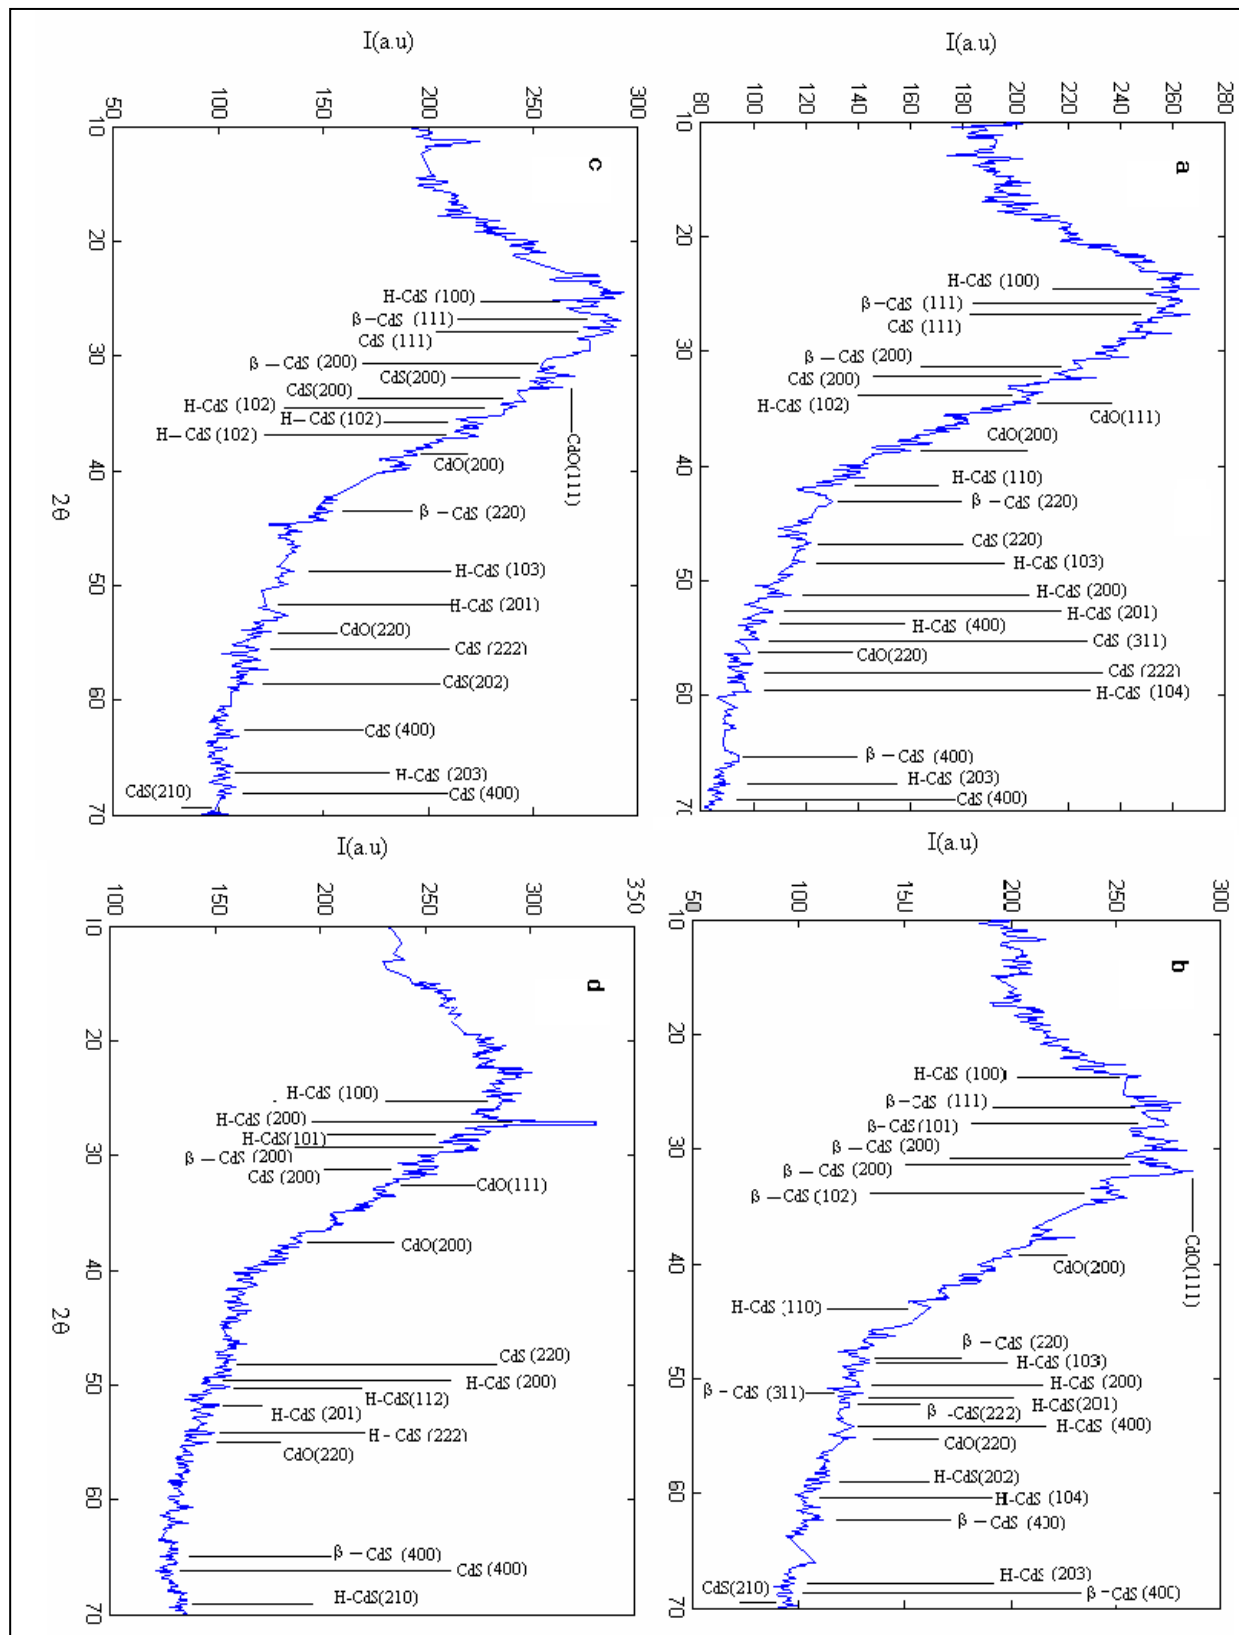 I(a.u)
50
100
150
200
250
300
10
20
30
40
50
60
70
2θ
c
H-CdS (100)
β-CdS (111)
CdS (111)
β-CdS (200)
CdS(200)
CdS(200)
H-CdS (102)
H-CdS (102)
H-CdS (102)
CdO(111)
CdO(200)
β-CdS (220)
H-CdS (103)
H-CdS (201)
CdO(220)
CdS (222)
CdS(202)
CdS (400)
H-CdS (203)
CdS (400)
CdS(210)
I(a.u)
80
100
120
140
160
180
200
220
240
260
280
10
20
30
40
50
60
70
a
H-CdS (100)
β-CdS (111)
CdS (111)
β-CdS (200)
CdS (200)
H-CdS (102)
CdO(111)
CdO(200)
H-CdS (110)
β-CdS (220)
CdS (220)
H-CdS (103)
H-CdS (200)
H-CdS (201)
H-CdS (400)
CdS (311)
CdO(220)
CdS (222)
H-CdS (104)
β-CdS (400)
H-CdS (203)
CdS (400)
I(a.u)
100
150
200
250
300
350
10
20
30
40
50
60
70
2θ
d
H-CdS (100)
H-CdS (200)
H-CdS(101)
β-CdS (200)
CdS (200)
CdO(111)
CdO(200)
CdS (220)
H-CdS (200)
H-CdS(112)
H-CdS (201)
H-CdS (222)
CdO(220)
β-CdS (400)
CdS (400)
H-CdS(210)
I(a.u)
50
100
150
200
250
300
10
20
30
40
50
60
70
b
H-CdS (100)
β-CdS (111)
β-CdS(101)
β-CdS (200)
β-CdS (200)
β-CdS(102)
CdO(111)
CdO(200)
H-CdS (110)
β-CdS (220)
H-CdS (103)
H-CdS (200)
β-CdS (311)
H-CdS(201)
β-CdS(222)
H-CdS (400)
CdO(220)
H-CdS(202)
H-CdS (104)
β-CdS (400)
H-CdS (203)
β-CdS (400)
CdS(210)